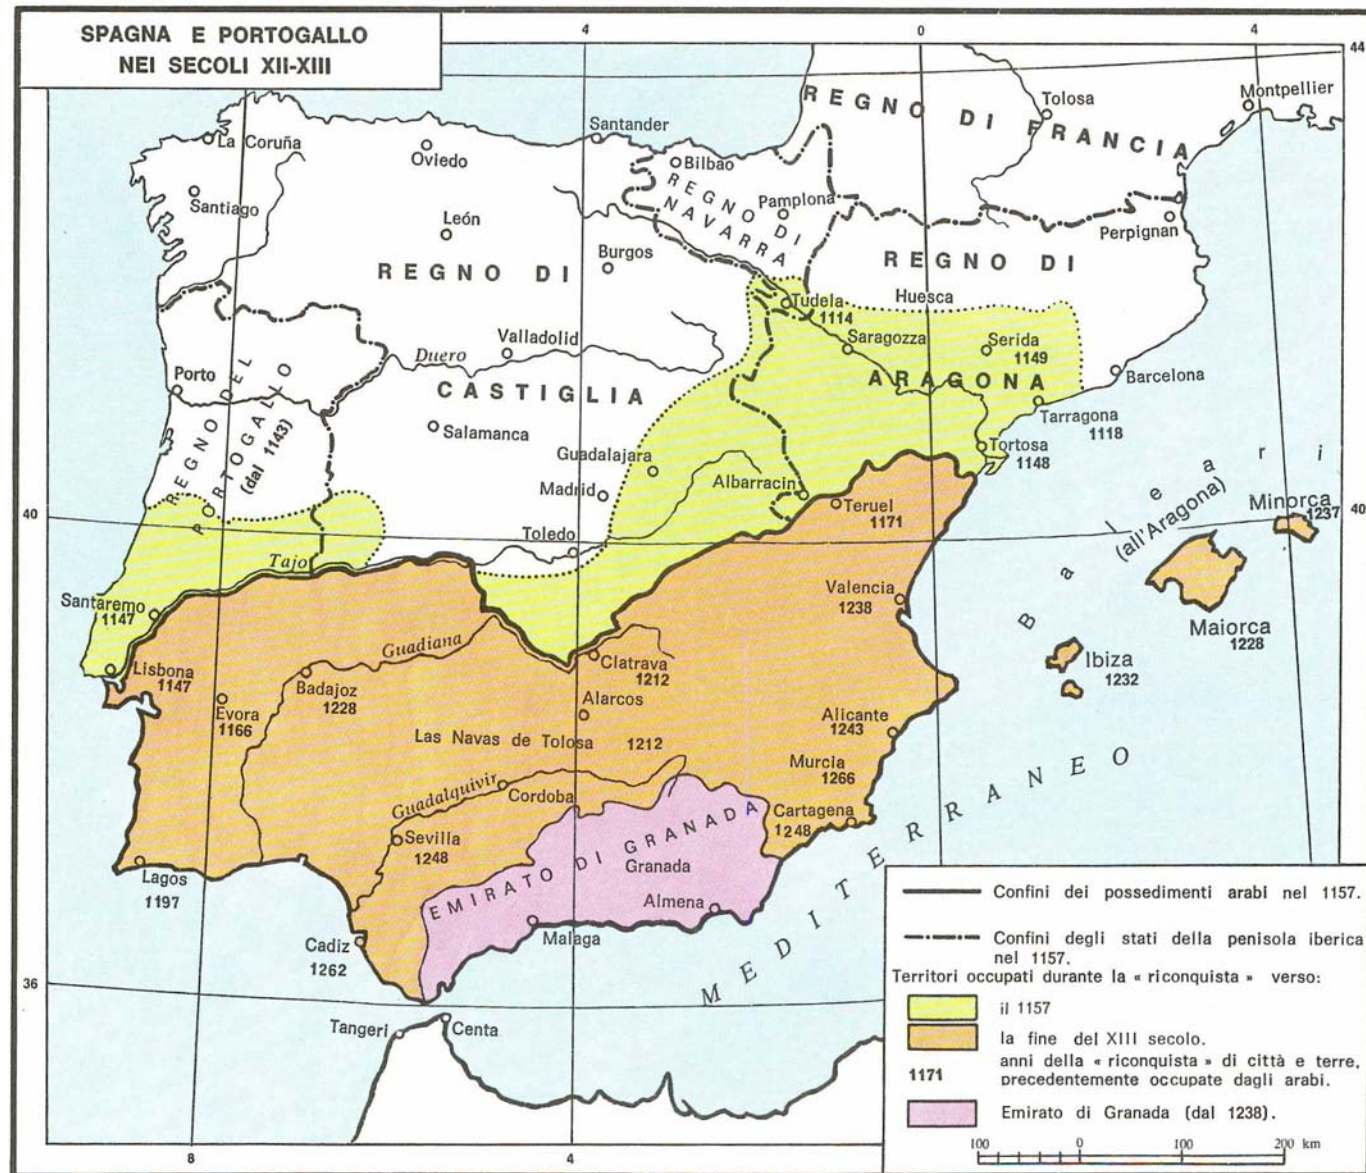 SPAGNA E PORTOGALLO
NEI SECOLI XII-XIII
4
0
4
44
Montpellier
Tolosa
REGNO DI FRANCIA
La Coruña
Oviedo
Santander
Bilbao
Santiago
León
Burgos
REGNO DI NAVARRA
Pamplona
Perpignan
REGNO DI
REGNO DI
Tudela
1114
Huesca
Saragozza
Serida
1149
ARAGONA
Barcelona
Tarragona
1118
Tortosa
1148
Duero
Valladolid
CASTIGLIA
Porto
REGNO DEL
PORTOGALLO
(dal 1143)
Salamanca
Guadalajara
Madrid
Albarracin
Toledo
Teruel
1171
40
40
Baleari
(all'Aragona)
Minorca
1237
Maiorca
1228
Ibiza
1232
Tajo
Santaremo
1147
Lisbona
1147
Evora
1166
Badajoz
1228
Guadiana
Clatrava
1212
Alarcos
Valencia
1238
Las Navas de Tolosa 1212
Alicante
1243
Murcia
1266
Cartagena
1248
Guadalquivir
Cordoba
Sevilla
1248
EMIRATO DI GRANADA
Granada
Almena
Malaga
Lagos
1197
Cadiz
1262
MEDITERRANEO
36
Tangeri
Centa
8
4
Confini dei possedimenti arabi nel 1157.
Confini degli stati della penisola iberica
nel 1157.
Territori occupati durante la « riconquista » verso:
il 1157
la fine del XIII secolo.
1171 anni della « riconquista » di città e terre,
precedentemente occupate dagli arabi.
Emirato di Granada (dal 1238).
100 0 100 200 km